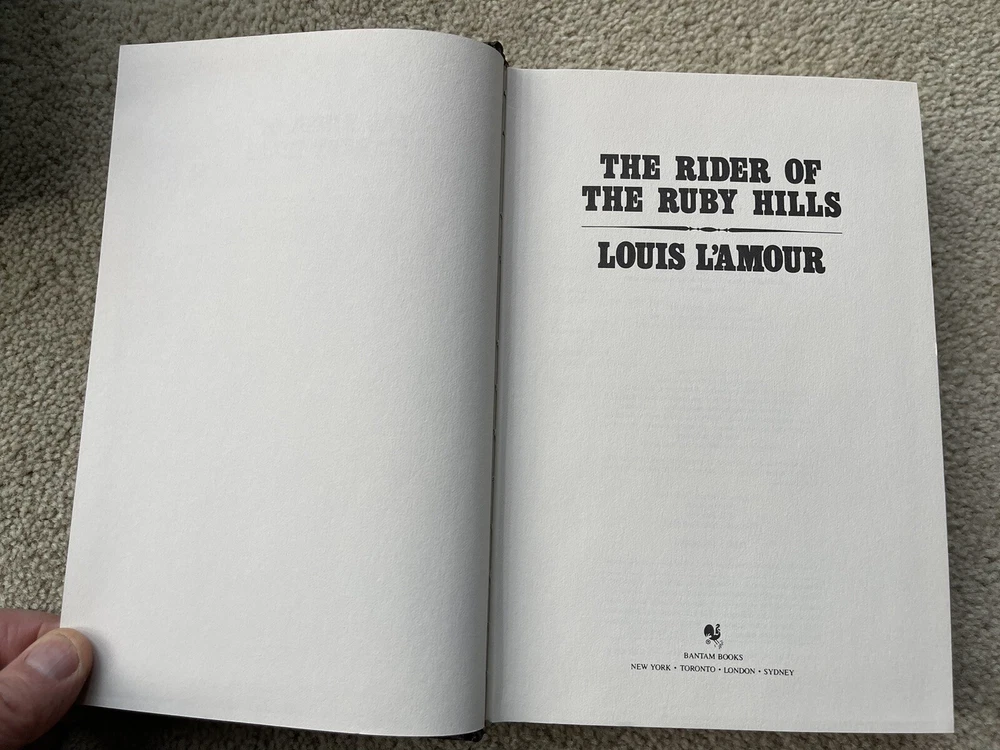 THE RIDER OF
THE RUBY HILLS
LOUIS L'AMOUR
BANTAM BOOKS
NEW YORK • TORONTO • LONDON • SYDNEY